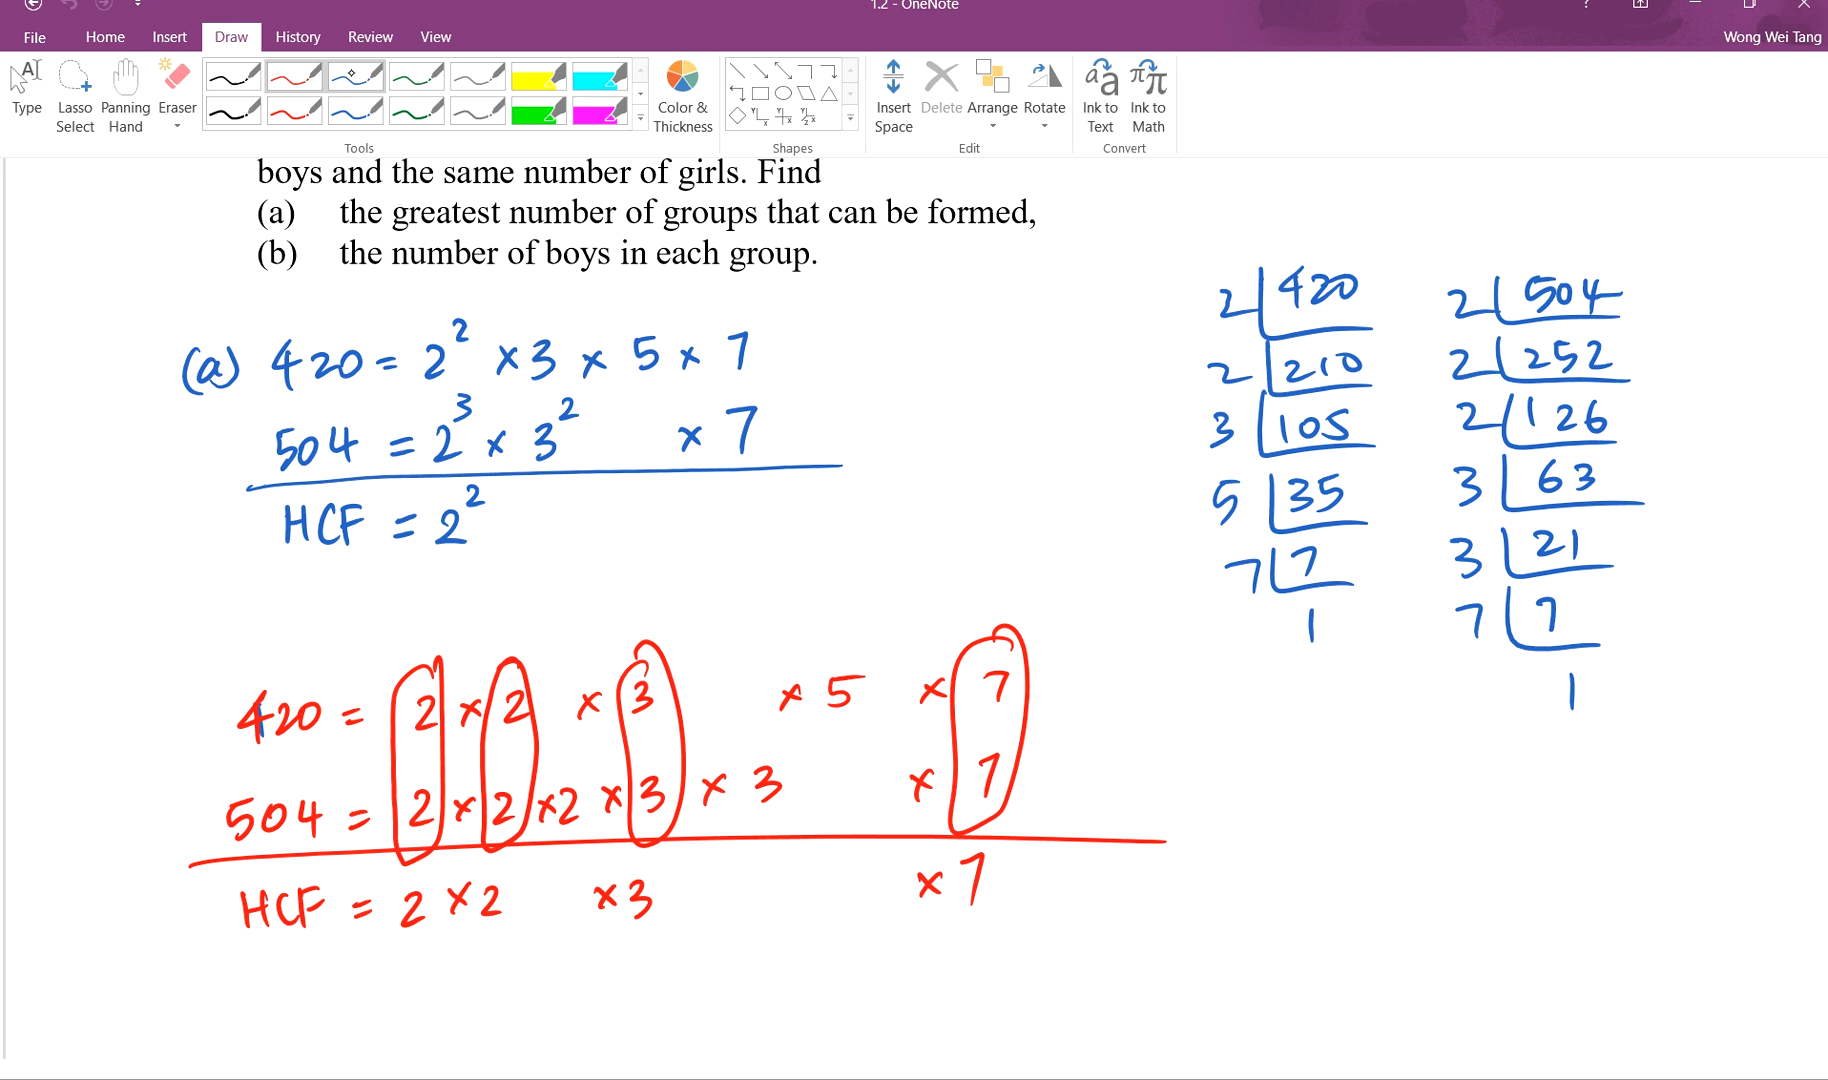 1.2 - OneNote
?
File Home Insert Draw History Review View
Wong Wei Tang
Type
Lasso Select
Panning Hand
Eraser
Color & Thickness
Insert Space
Delete
Arrange
Rotate
Ink to Text
Ink to Math
Tools
Shapes
Edit
Convert
boys and the same number of girls. Find
(a) the greatest number of groups that can be formed,
(b) the number of boys in each group.
(a) 420 = 2² × 3 × 5 × 7
504 = 2³ × 3² × 7
HCF = 2²
2 420
2 210
3 105
5 35
7 7
1
2 504
2 252
2 126
3 63
3 21
7 7
1
420 = 2 × 2 × 3 × 5 × 7
504 = 2 × 2 × 2 × 3 × 3 × 7
HCF = 2 × 2 × 3 × 7